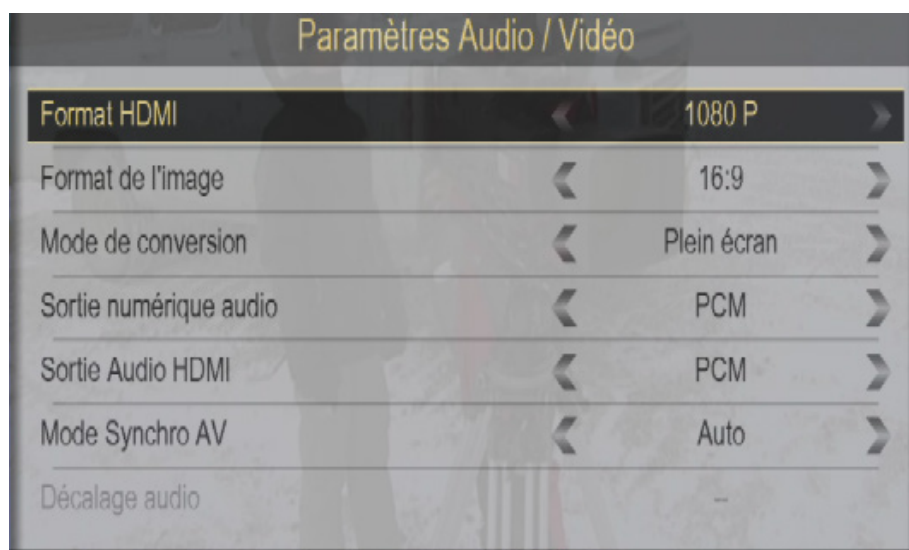 Paramètres Audio / Vidéo
Format HDMI 1080 P
Format de l'image 16:9
Mode de conversion Plein écran
Sortie numérique audio PCM
Sortie Audio HDMI PCM
Mode Synchro AV Auto
Décalage audio --